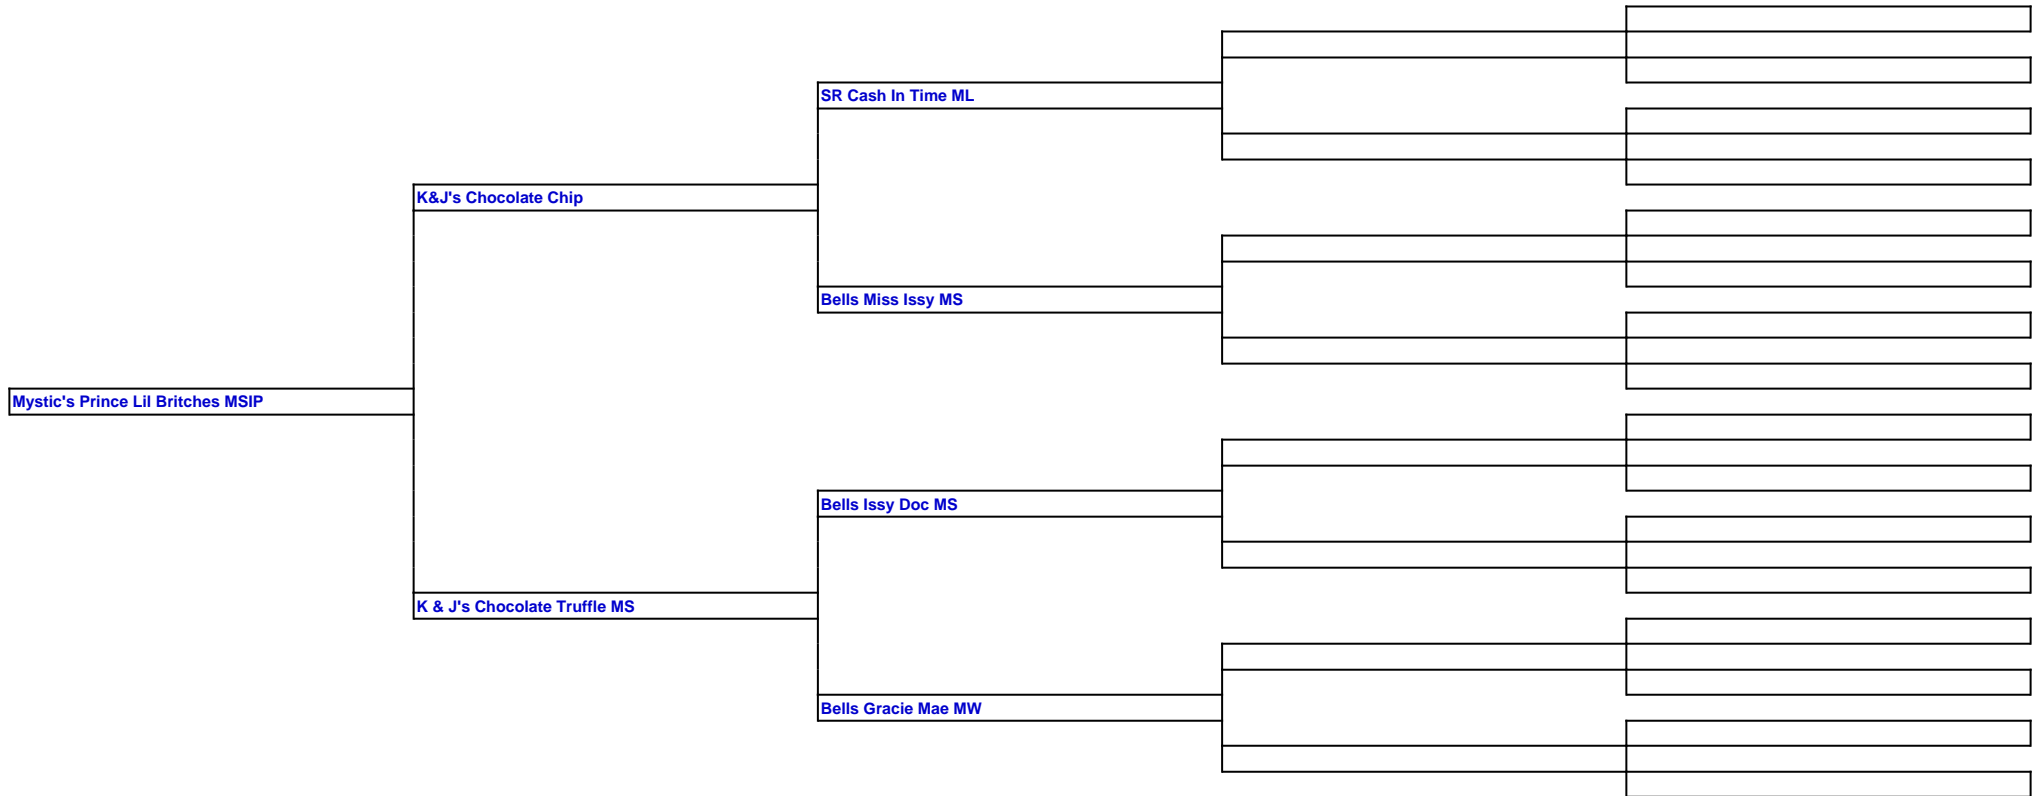 SR Cash In Time ML
K&J's Chocolate Chip
Bells Miss Issy MS
Mystic's Prince Lil Britches MSIP
Bells Issy Doc MS
K & J's Chocolate Truffle MS
Bells Gracie Mae MW